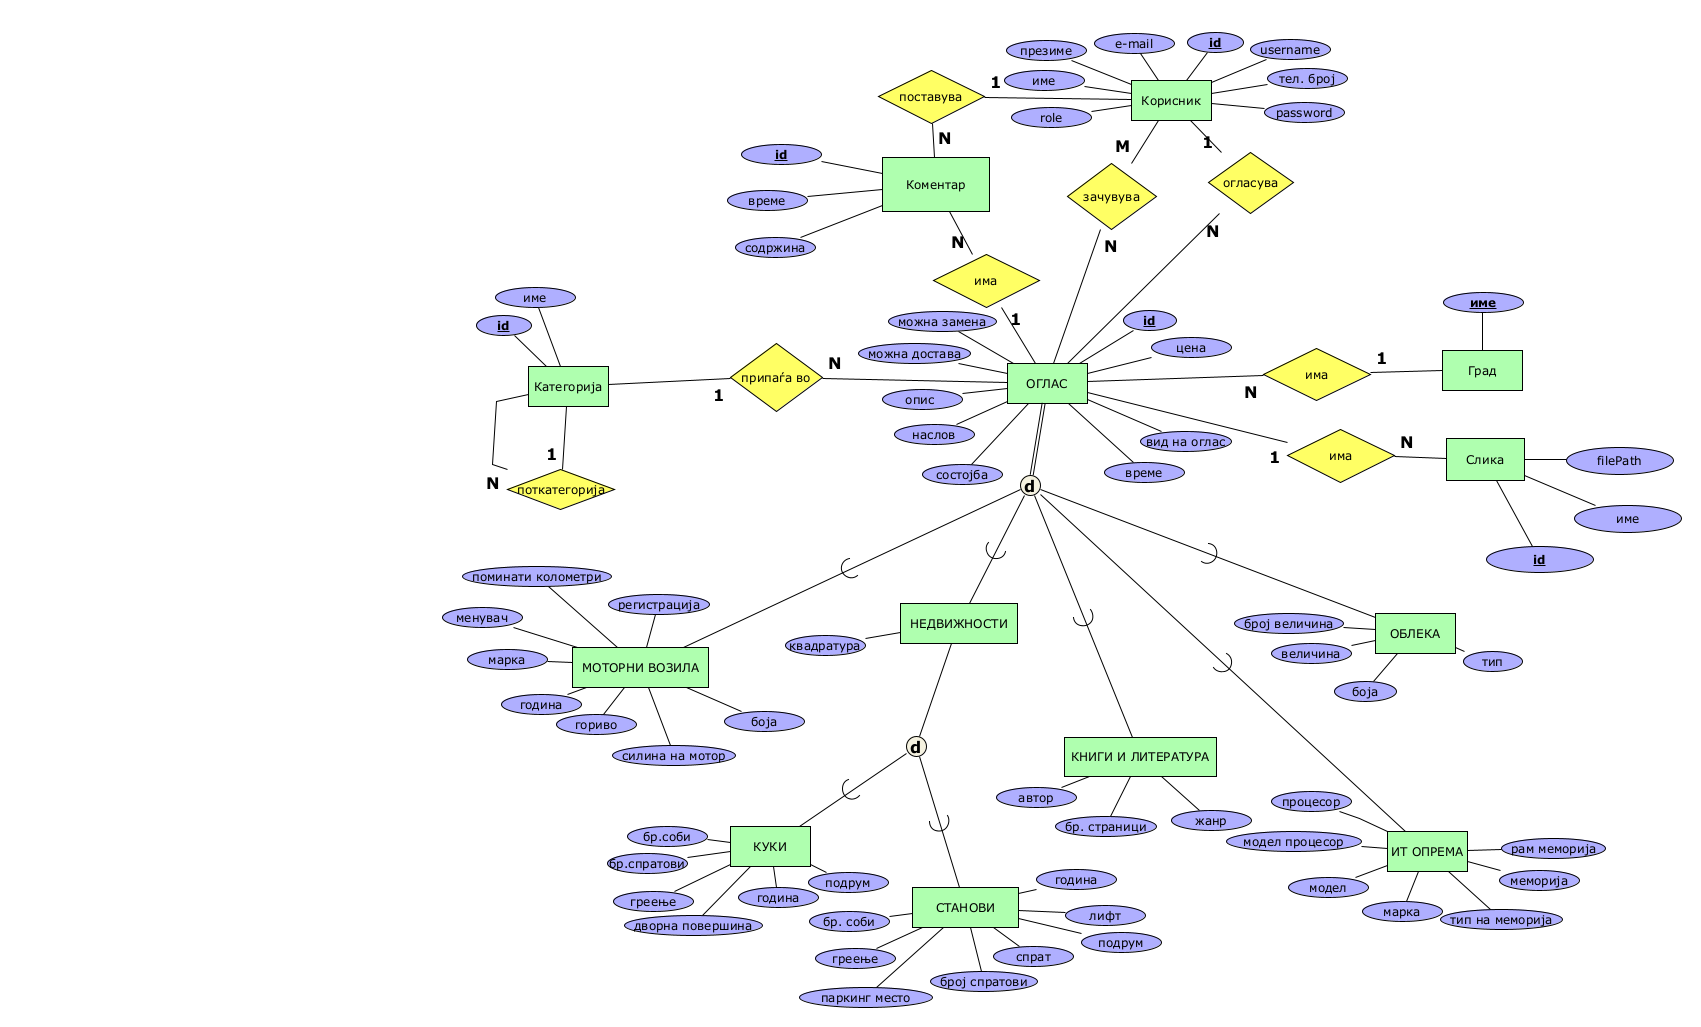 e-mail
id
презиме
username
име
тел. број
role
password
Корисник
поставува
1
N
M
1
id
Коментар
време
содржина
зачувува
огласува
N
N
N
има
1
можна замена
id
можна достава
цена
опис
наслов
состојба
вид на оглас
време
ОГЛАС
име
id
Категорија
1
припаѓа во
N
1
N
поткатегорија
N
има
1
име
Град
1
има
N
Слика
filePath
име
id
d
поминати колометри
регистрација
менувач
марка
МОТОРНИ ВОЗИЛА
година
гориво
боја
силина на мотор
НЕДВИЖНОСТИ
квадратура
d
број величина
ОБЛЕКА
величина
тип
боја
КНИГИ И ЛИТЕРАТУРА
автор
бр. страници
жанр
бр.соби
КУКИ
бр.спратови
подрум
греење
година
дворна повершина
година
СТАНОВИ
бр. соби
лифт
подрум
греење
спрат
број спратови
паркинг место
процесор
модел процесор
ИТ ОПРЕМА
рам меморија
модел
меморија
марка
тип на меморија